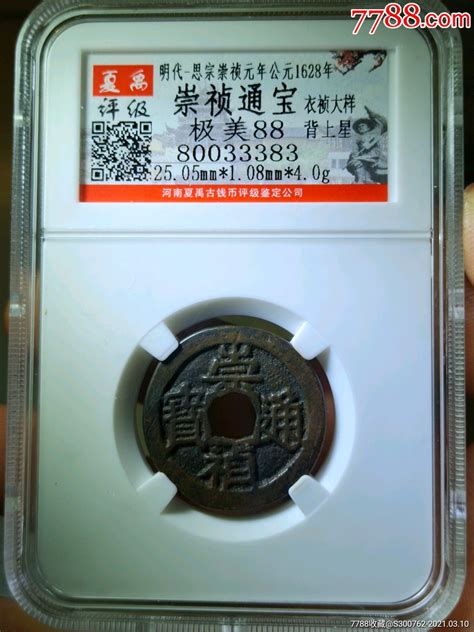 7788.com
明代-思宗崇祯元年公元1628年
夏禹
评级
崇祯通宝 衣祯大样
极美88 背上星
80033383
25.05mm*1.08mm*4.0g
河南夏禹古钱币评级鉴定公司
崇
寶 通
禎
7788收藏@S300762-2021.03.10